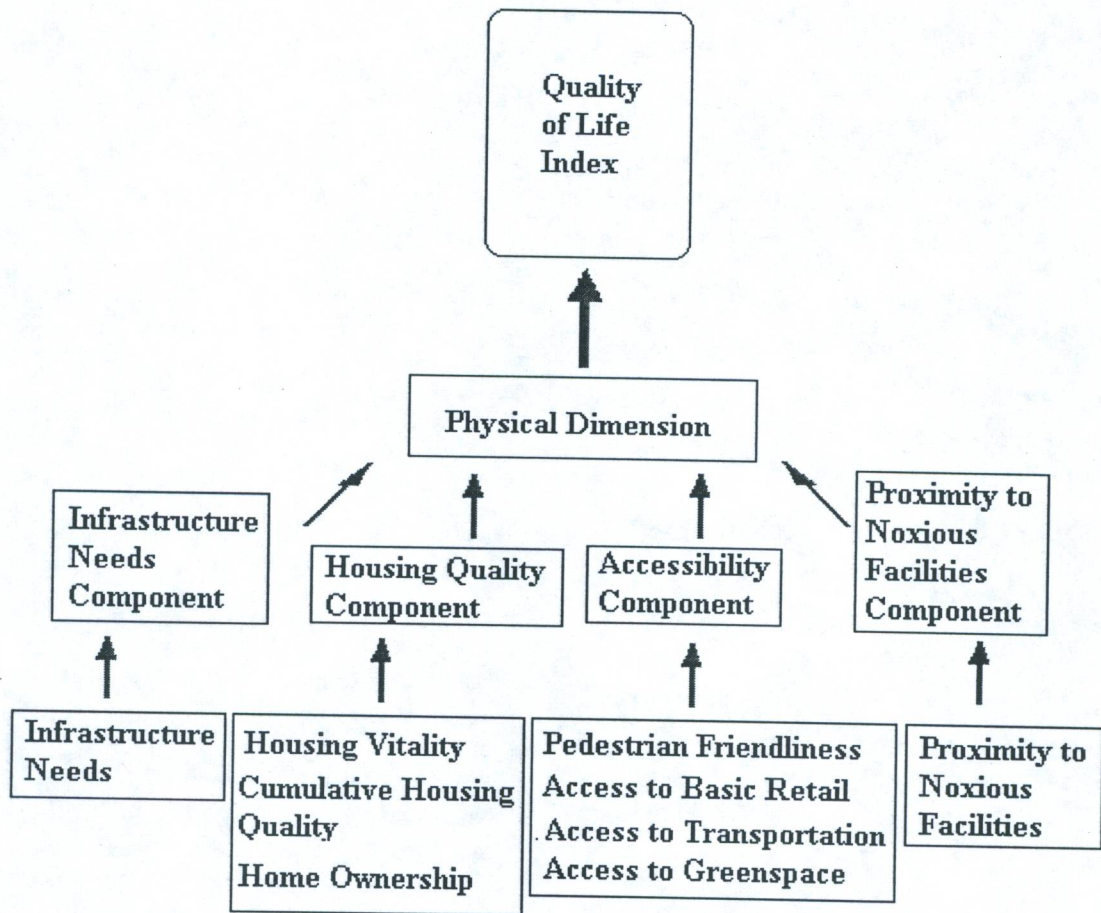 Quality
of Life
Index
Physical Dimension
Infrastructure
Needs
Component
Housing Quality
Component
Accessibility
Component
Proximity to
Noxious
Facilities
Component
Infrastructure
Needs
Housing Vitality
Cumulative Housing
Quality
Home Ownership
Pedestrian Friendliness
Access to Basic Retail
Access to Transportation
Access to Greenspace
Proximity to
Noxious
Facilities